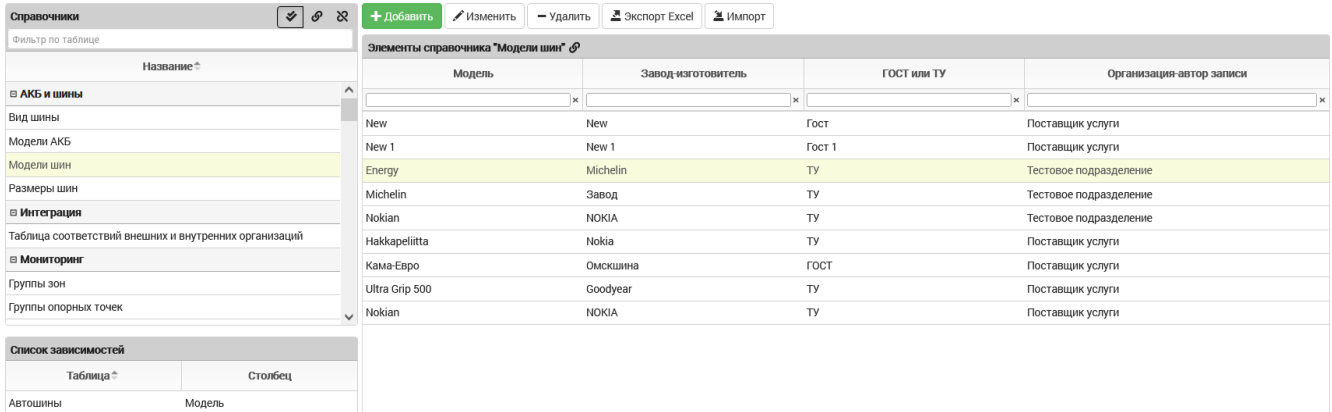 Справочники
Фильтр по таблице
Название
АКБ и шины
Вид шины
Модели АКБ
Модели шин
Размеры шин
Интеграция
Таблица соответствий внешних и внутренних организаций
Мониторинг
Группы зон
Группы опорных точек
Список зависимостей
Таблица Столбец
Автошины Модель
Добавить Изменить Удалить Экспорт Excel Импорт
Элементы справочника "Модели шин"
Модель Завод-изготовитель ГОСТ или ТУ Организация-автор записи
New New Гост Поставщик услуги
New 1 New 1 Гост 1 Поставщик услуги
Energy Michelin ТУ Тестовое подразделение
Michelin Завод ТУ Тестовое подразделение
Nokian NOKIA ТУ Тестовое подразделение
Hakkapeliitta Nokia ТУ Поставщик услуги
Кама-Евро Омскшина ГОСТ Поставщик услуги
Ultra Grip 500 Goodyear ТУ Поставщик услуги
Nokian NOKIA ТУ Поставщик услуги